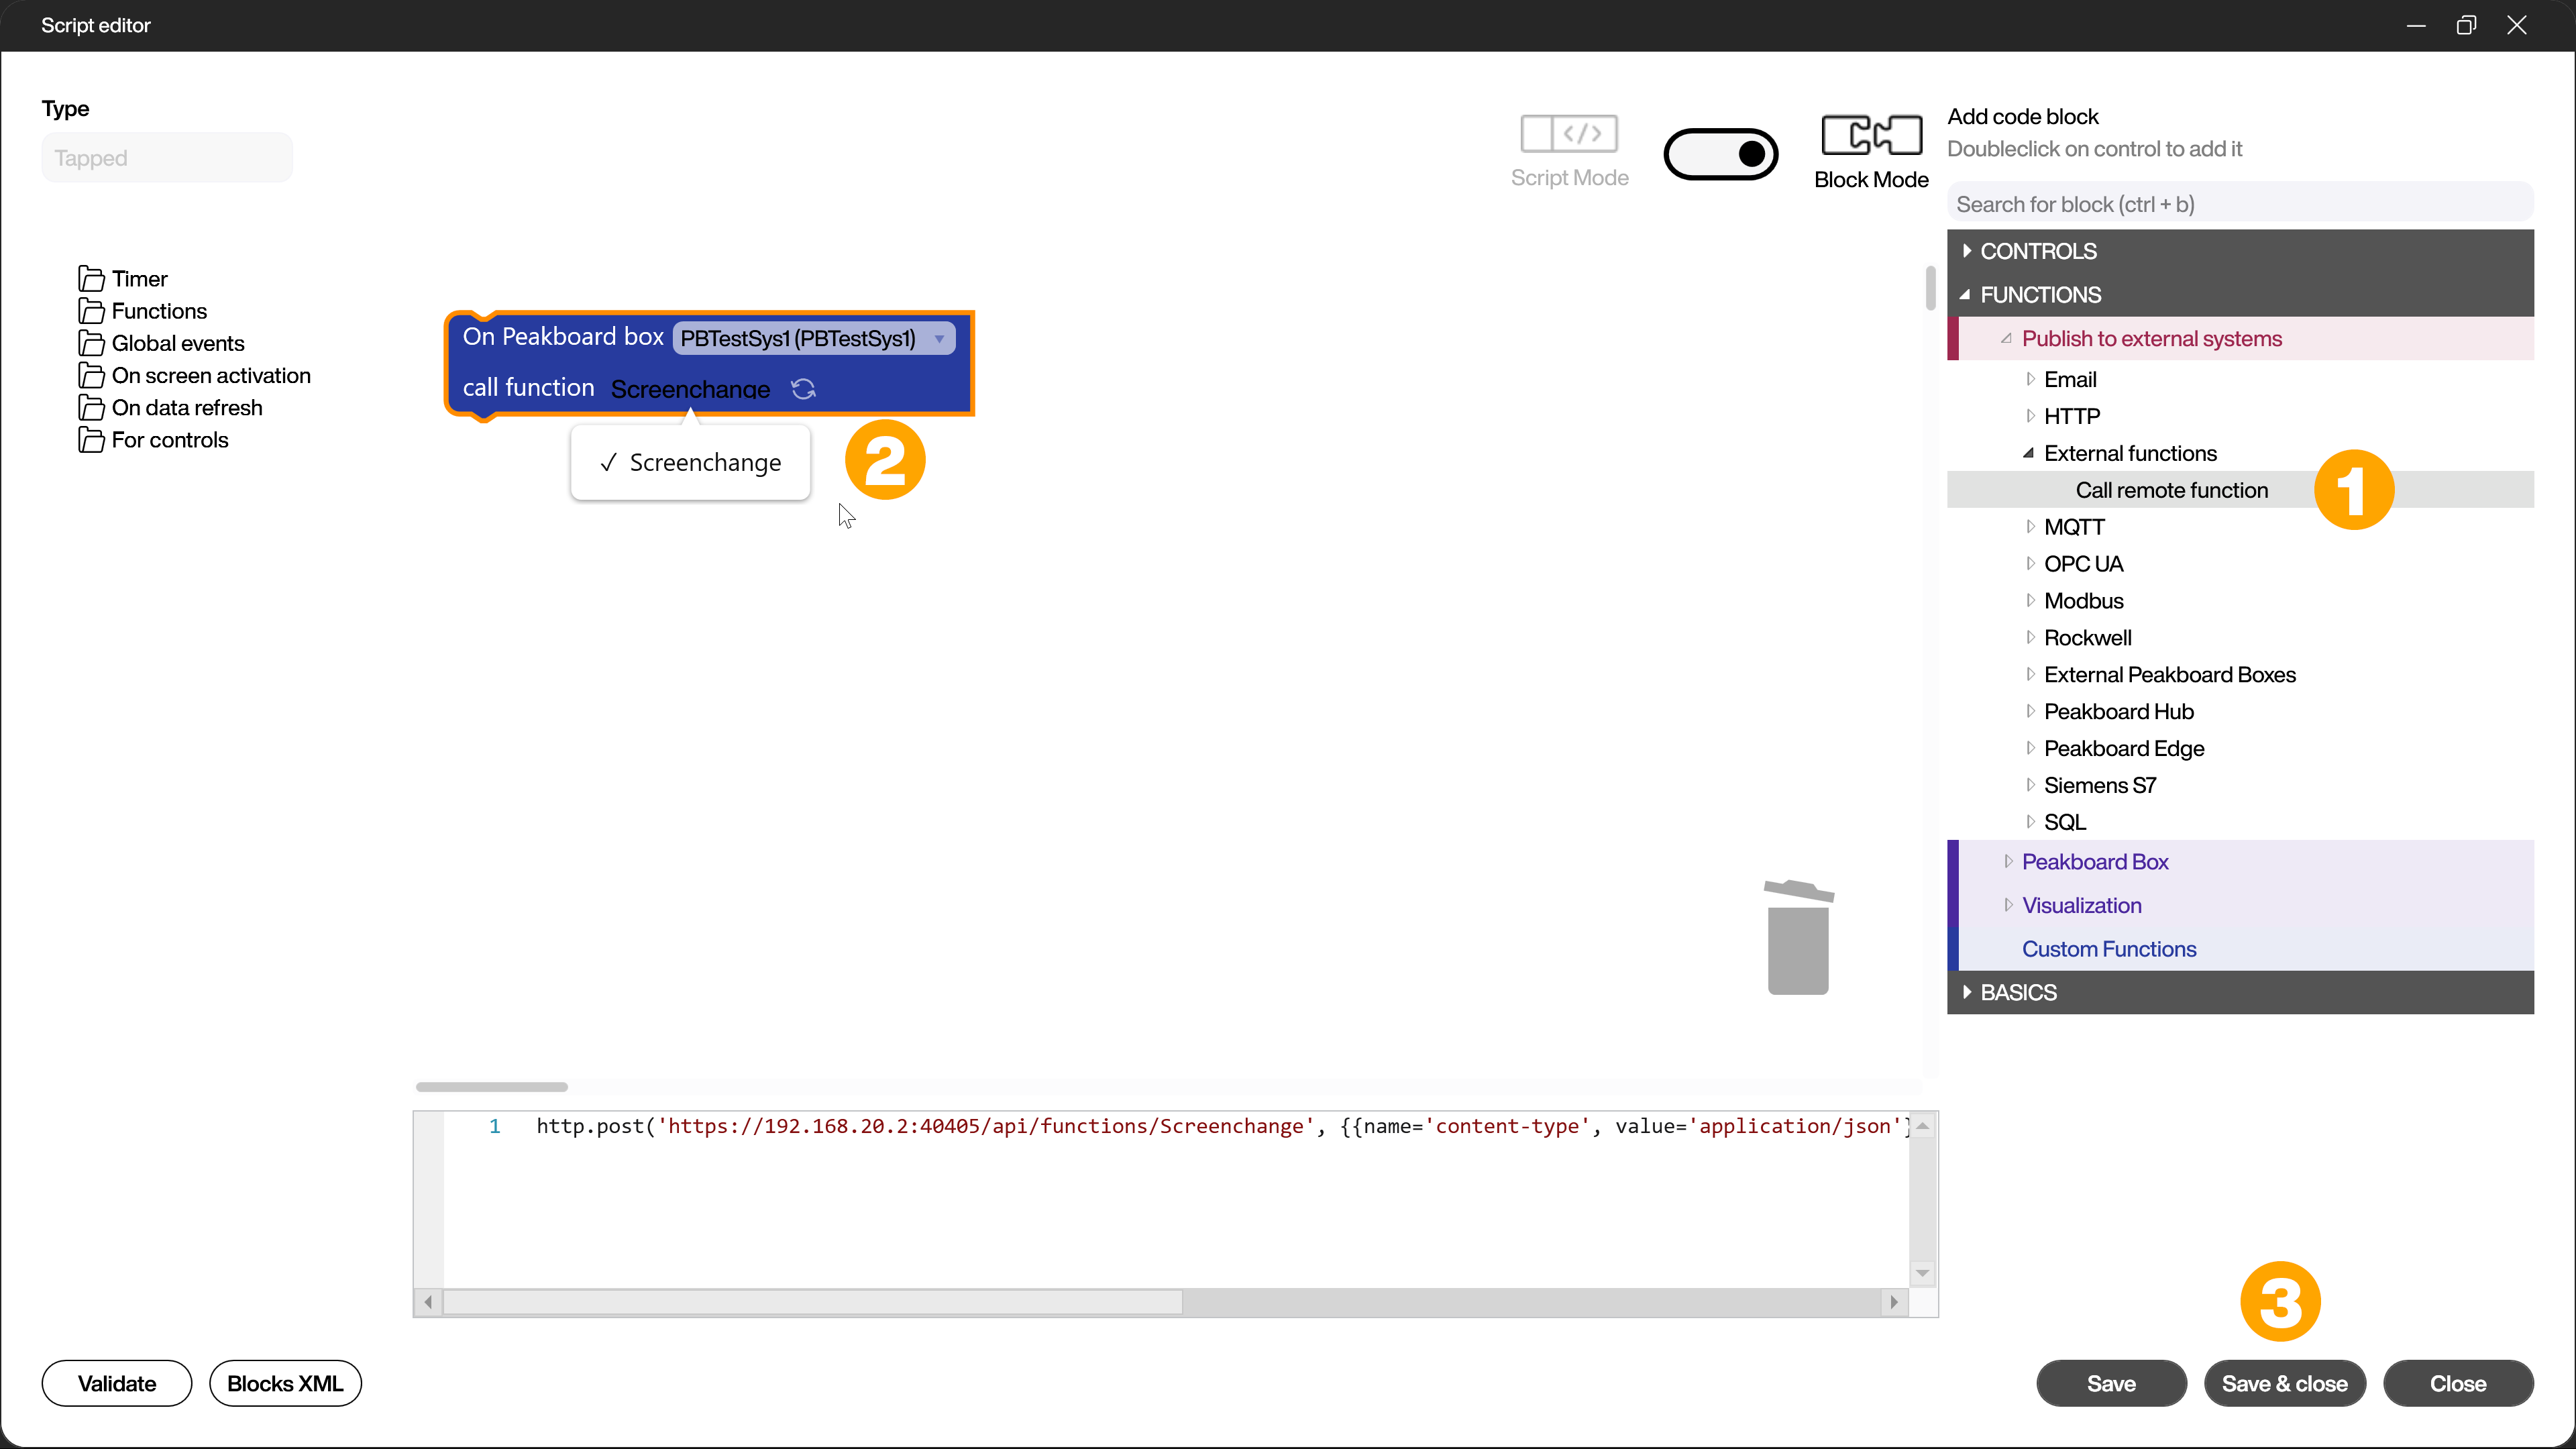 Script editor
Type
Tapped
Script Mode
Block Mode
Add code block
Doubleclick on control to add it
Search for block (ctrl + b)
Timer
Functions
Global events
On screen activation
On data refresh
For controls
On Peakboard box PBTestSys1 (PBTestSys1)
call function Screenchange
✓ Screenchange
2
CONTROLS
FUNCTIONS
Publish to external systems
Email
HTTP
External functions
Call remote function
1
MQTT
OPC UA
Modbus
Rockwell
External Peakboard Boxes
Peakboard Hub
Peakboard Edge
Siemens S7
SQL
Peakboard Box
Visualization
Custom Functions
BASICS
1 http.post('https://192.168.20.2:40405/api/functions/Screenchange', {{name='content-type', value='application/json'}
3
Validate
Blocks XML
Save
Save & close
Close